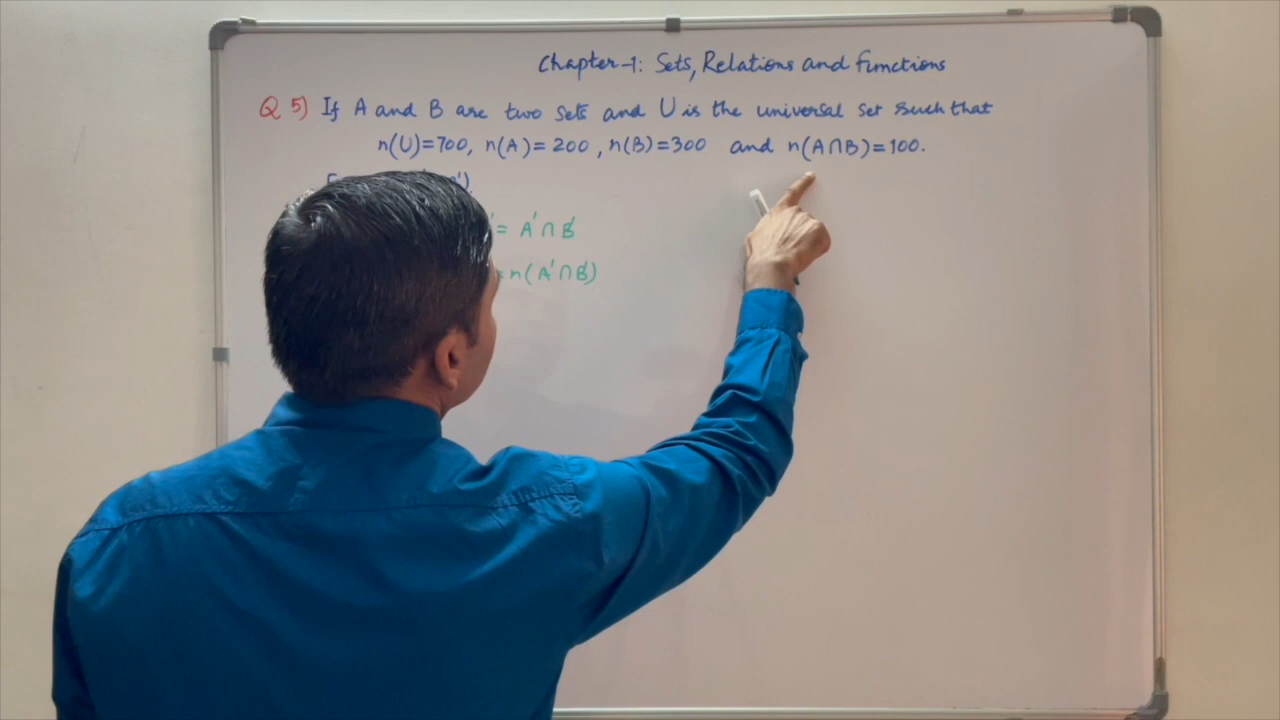 Chapter-1: Sets, Relations and functions
Q 5) If A and B are two sets and U is the universal set such that
n(U)=700, n(A)=200, n(B)=300 and n(A∩B)=100.
= A'∩B'
= n(A'∩B')